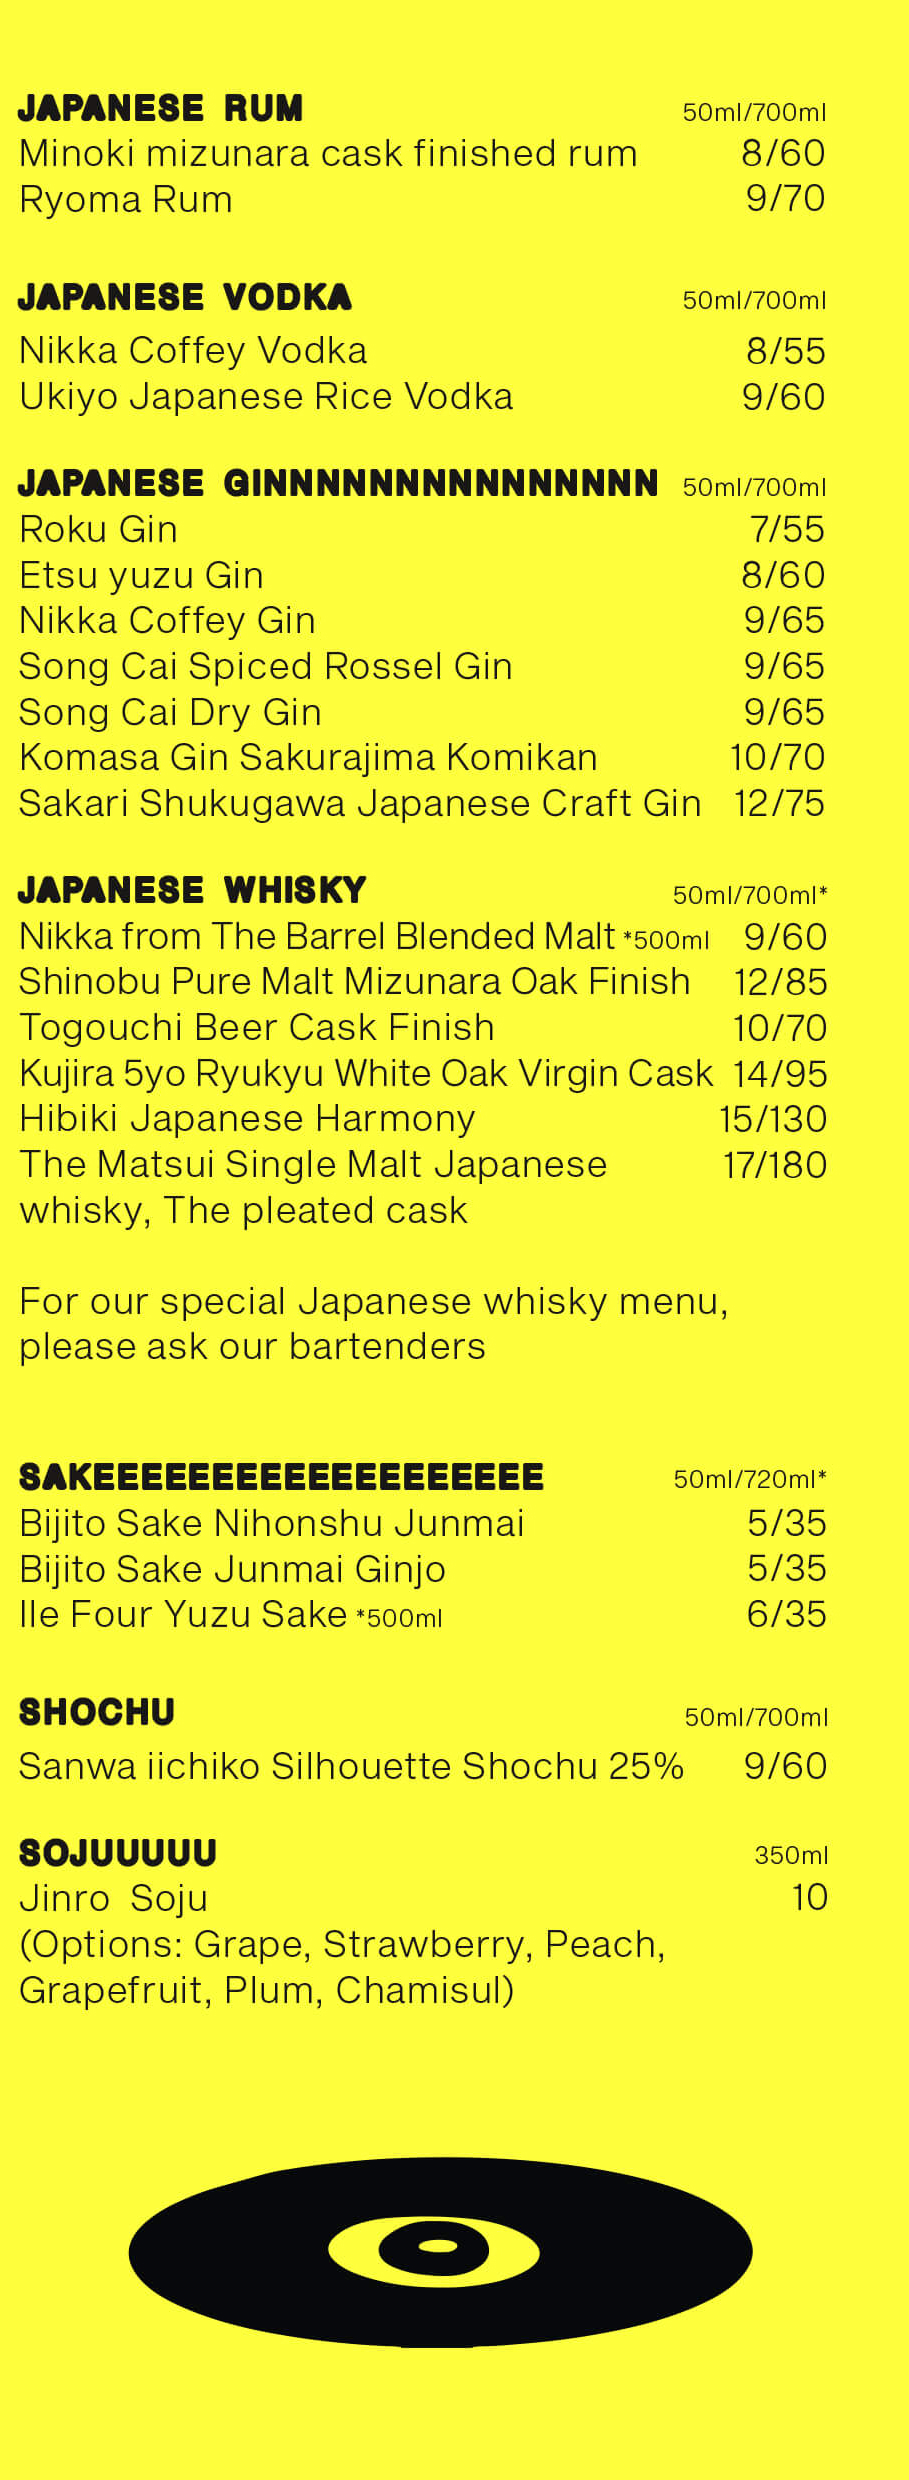 JAPANESE RUM 50ml/700ml
Minoki mizunara cask finished rum 8/60
Ryoma Rum 9/70
JAPANESE VODKA 50ml/700ml
Nikka Coffey Vodka 8/55
Ukiyo Japanese Rice Vodka 9/60
JAPANESE GINNNNNNNNNNNNNNN 50ml/700ml
Roku Gin 7/55
Etsu yuzu Gin 8/60
Nikka Coffey Gin 9/65
Song Cai Spiced Rossel Gin 9/65
Song Cai Dry Gin 9/65
Komasa Gin Sakurajima Komikan 10/70
Sakari Shukugawa Japanese Craft Gin 12/75
JAPANESE WHISKY 50ml/700ml*
Nikka from The Barrel Blended Malt *500ml 9/60
Shinobu Pure Malt Mizunara Oak Finish 12/85
Togouchi Beer Cask Finish 10/70
Kujira 5yo Ryukyu White Oak Virgin Cask 14/95
Hibiki Japanese Harmony 15/130
The Matsui Single Malt Japanese 17/180
whisky, The pleated cask
For our special Japanese whisky menu,
please ask our bartenders
SAKEEEEEEEEEEEEEEEEEEE 50ml/720ml*
Bijito Sake Nihonshu Junmai 5/35
Bijito Sake Junmai Ginjo 5/35
Ile Four Yuzu Sake *500ml 6/35
SHOCHU 50ml/700ml
Sanwa iichiko Silhouette Shochu 25% 9/60
SOJUUUUU 350ml
Jinro Soju 10
(Options: Grape, Strawberry, Peach,
Grapefruit, Plum, Chamisul)